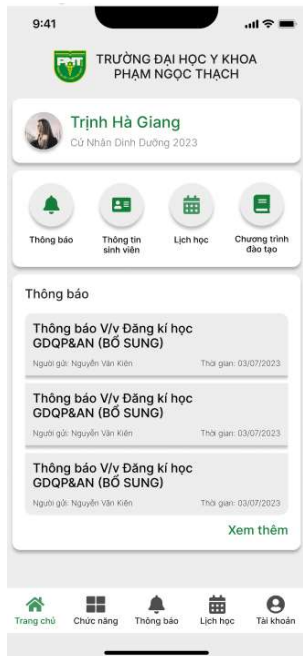 9:41
PNT
TRƯỜNG ĐẠI HỌC Y KHOA
PHẠM NGỌC THẠCH
Trịnh Hà Giang
Cử Nhân Dinh Dưỡng 2023
Thông báo
Thông tin
sinh viên
Lịch học
Chương trình
đào tạo
Thông báo
Thông báo V/v Đăng kí học
GDQP&AN (BỔ SUNG)
Người gửi: Nguyễn Văn Kiên Thời gian: 03/07/2023
Thông báo V/v Đăng kí học
GDQP&AN (BỔ SUNG)
Người gửi: Nguyễn Văn Kiên Thời gian: 03/07/2023
Thông báo V/v Đăng kí học
GDQP&AN (BỔ SUNG)
Người gửi: Nguyễn Văn Kiên Thời gian: 03/07/2023
Xem thêm
Trang chủ Chức năng Thông báo Lịch học Tài khoản